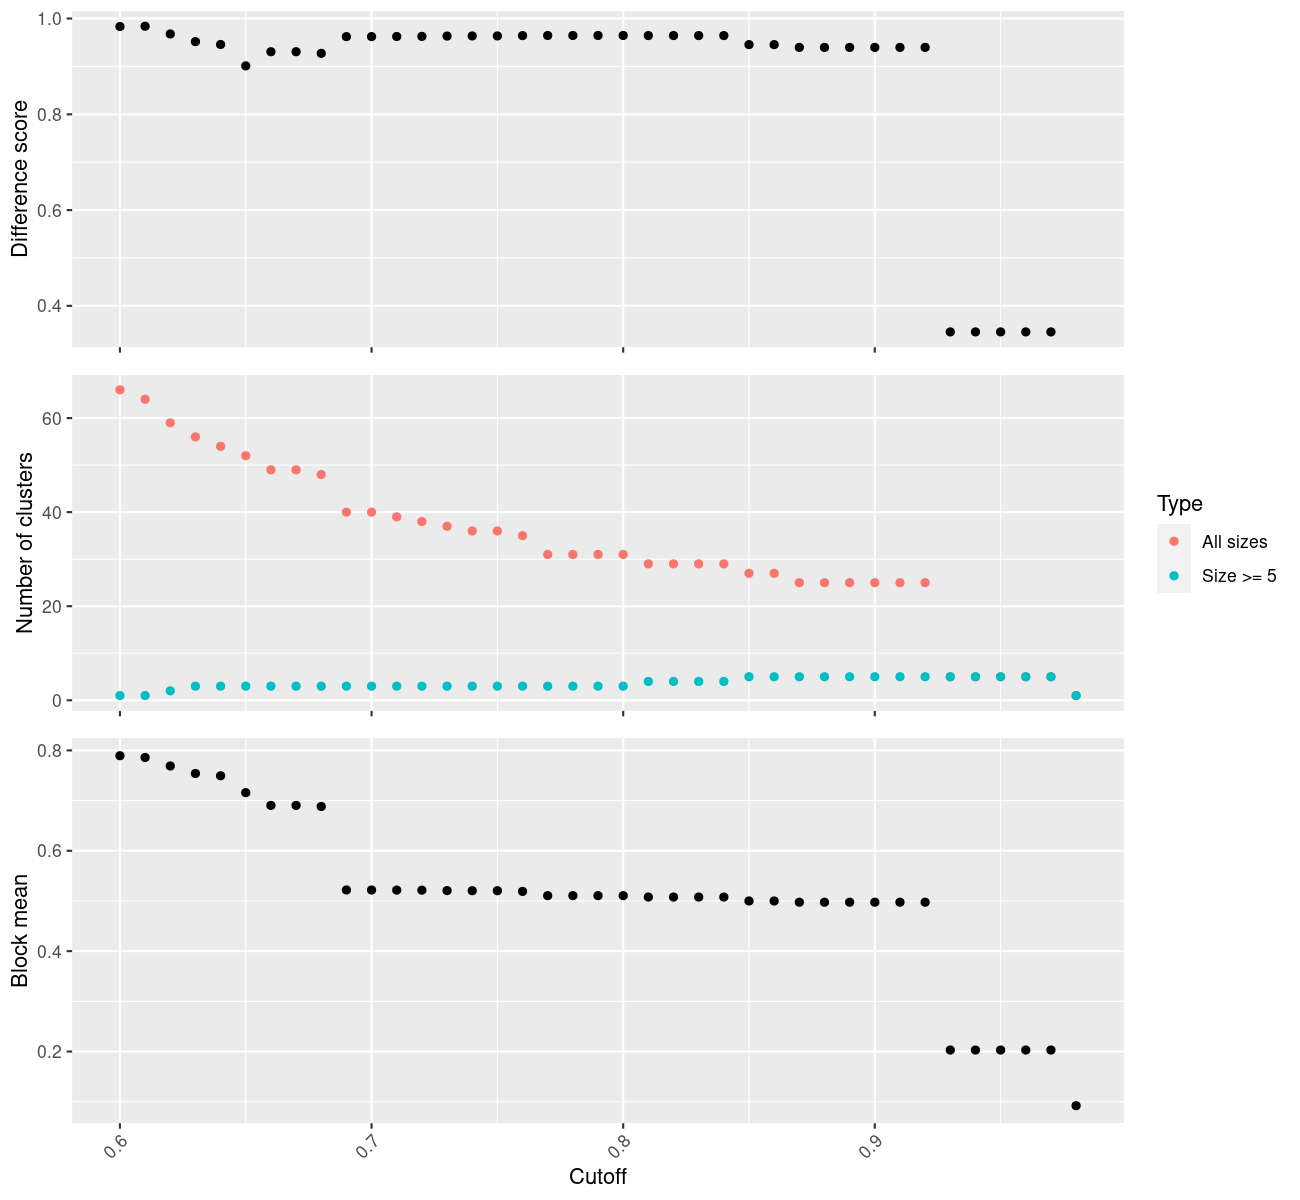 Difference score
1.0
0.8
0.6
0.4
Number of clusters
60
40
20
0
Type
All sizes
Size >= 5
Block mean
0.8
0.6
0.4
0.2
0.6
0.7
0.8
0.9
Cutoff